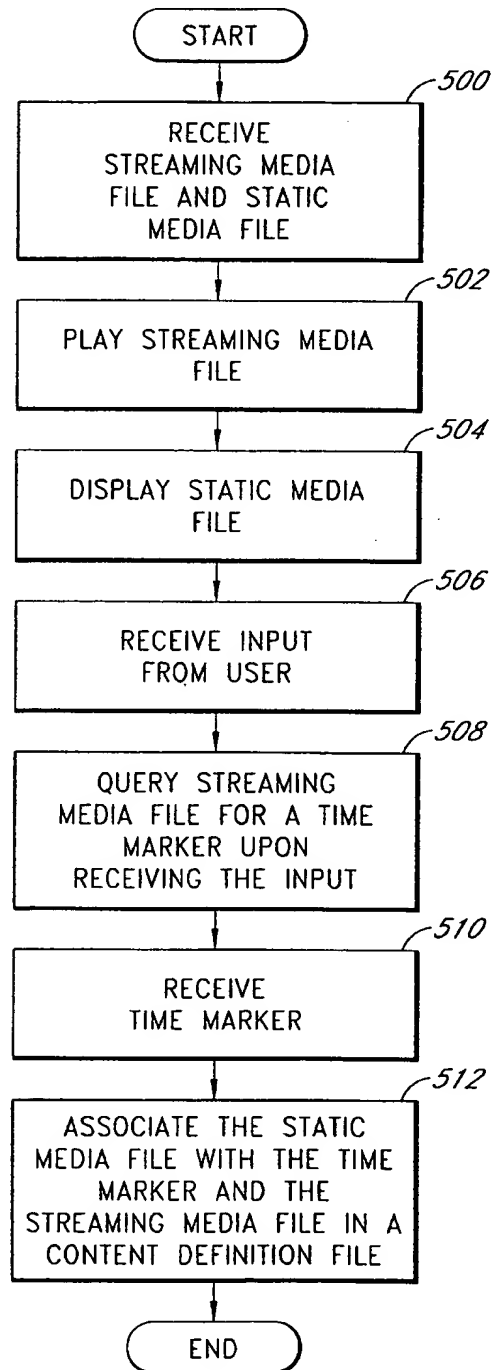 START
500
RECEIVE
STREAMING MEDIA
FILE AND STATIC
MEDIA FILE
502
PLAY STREAMING MEDIA
FILE
504
DISPLAY STATIC MEDIA
FILE
506
RECEIVE INPUT
FROM USER
508
QUERY STREAMING
MEDIA FILE FOR A TIME
MARKER UPON
RECEIVING THE INPUT
510
RECEIVE
TIME MARKER
512
ASSOCIATE THE STATIC
MEDIA FILE WITH THE TIME
MARKER AND THE
STREAMING MEDIA FILE IN A
CONTENT DEFINITION FILE
END